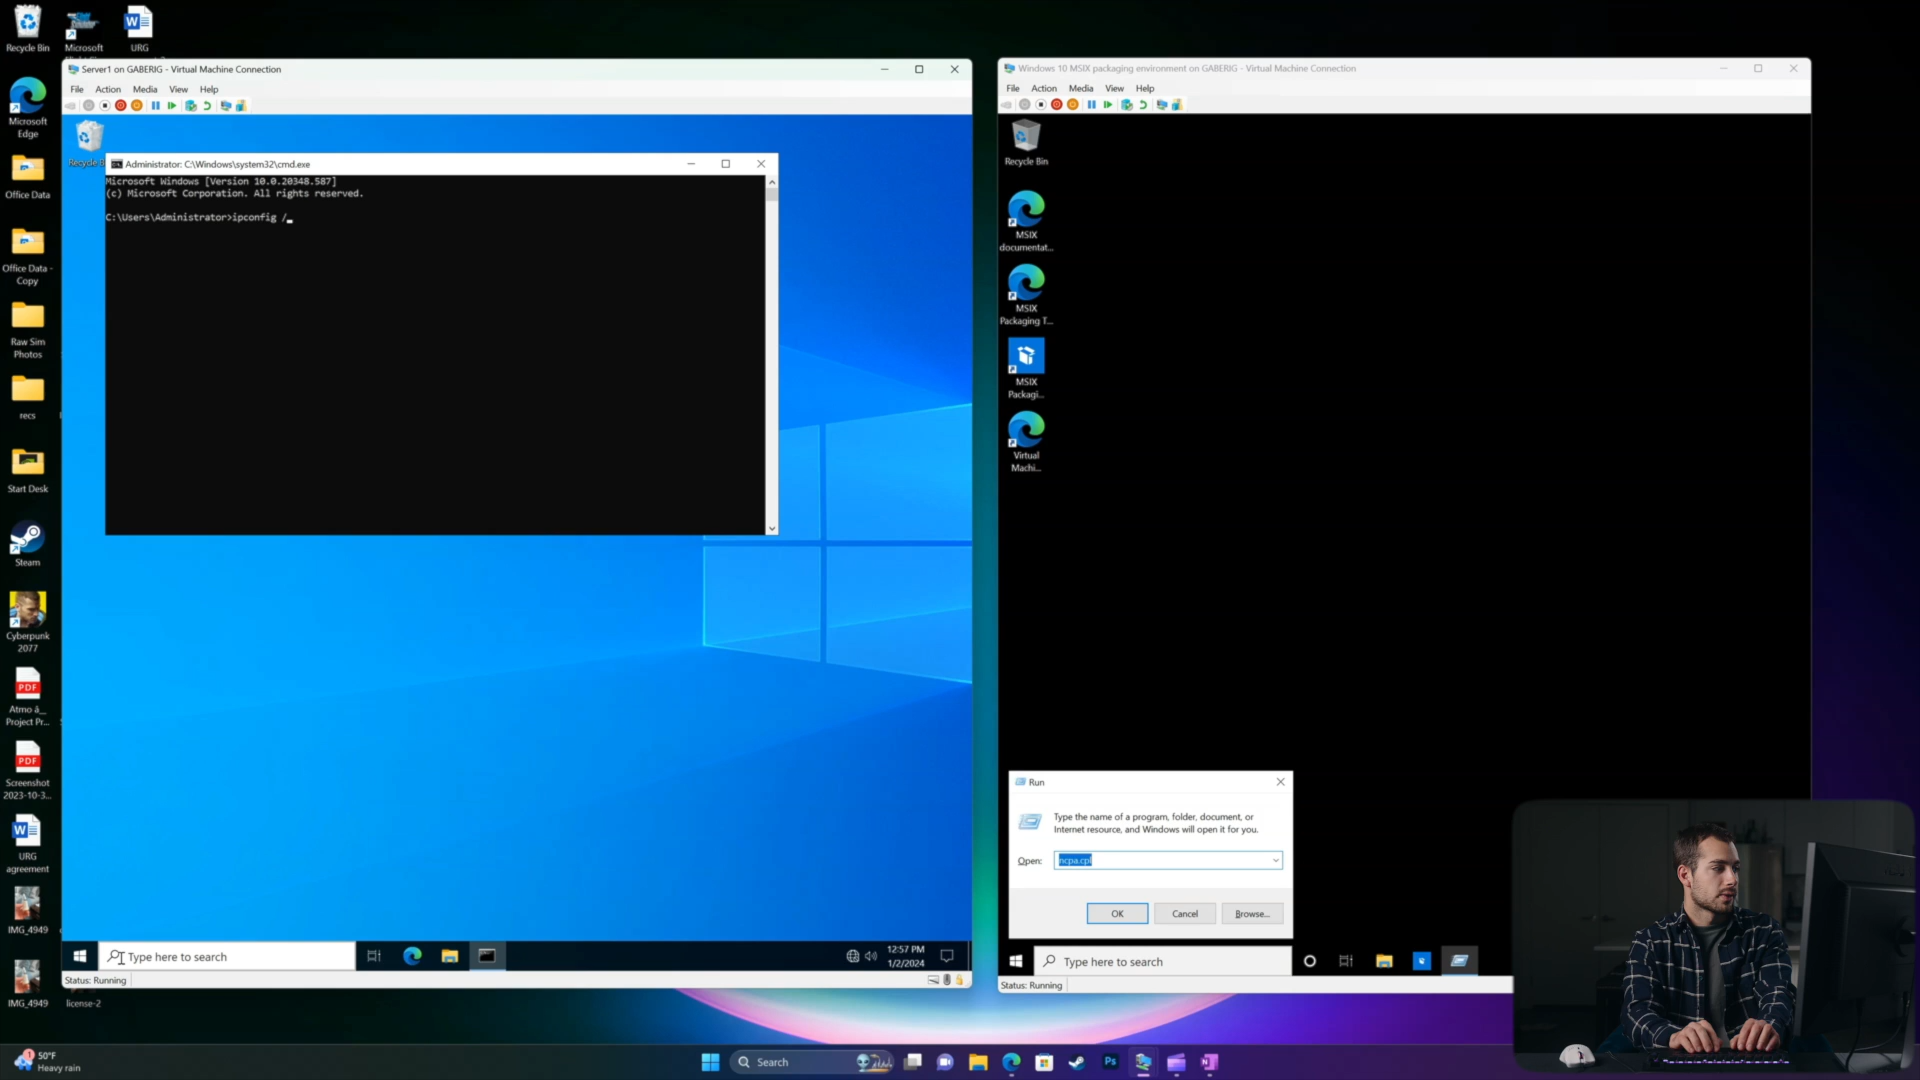 Recycle Bin
Microsoft
URG
Microsoft
Edge
Office Data
Office Data -
Copy
Raw Sim
Photos
recs
Start Desk
Steam
Cyberpunk
2077
PDF
Atmo â__
Project Pr...
PDF
Screenshot
2023-10-3...
URG
agreement
IMG_4949
IMG_4949
license-2
Server1 on GABERIG - Virtual Machine Connection
File Action Media View Help
Recycle B
Administrator: C:\Windows\system32\cmd.exe
Microsoft Windows [Version 10.0.20348.587]
(c) Microsoft Corporation. All rights reserved.
C:\Users\Administrator>ipconfig /_
Type here to search
12:57 PM
1/2/2024
Status: Running
Windows 10 MSIX packaging environment on GABERIG - Virtual Machine Connection
File Action Media View Help
Recycle Bin
MSIX
documentat...
MSIX
Packaging T...
MSIX
Packagi...
Virtual
Machi...
Run
Type the name of a program, folder, document, or
Internet resource, and Windows will open it for you.
Open: ncpa.cpl
OK Cancel Browse...
Type here to search
Status: Running
1
50°F
Heavy rain
Search
Ps